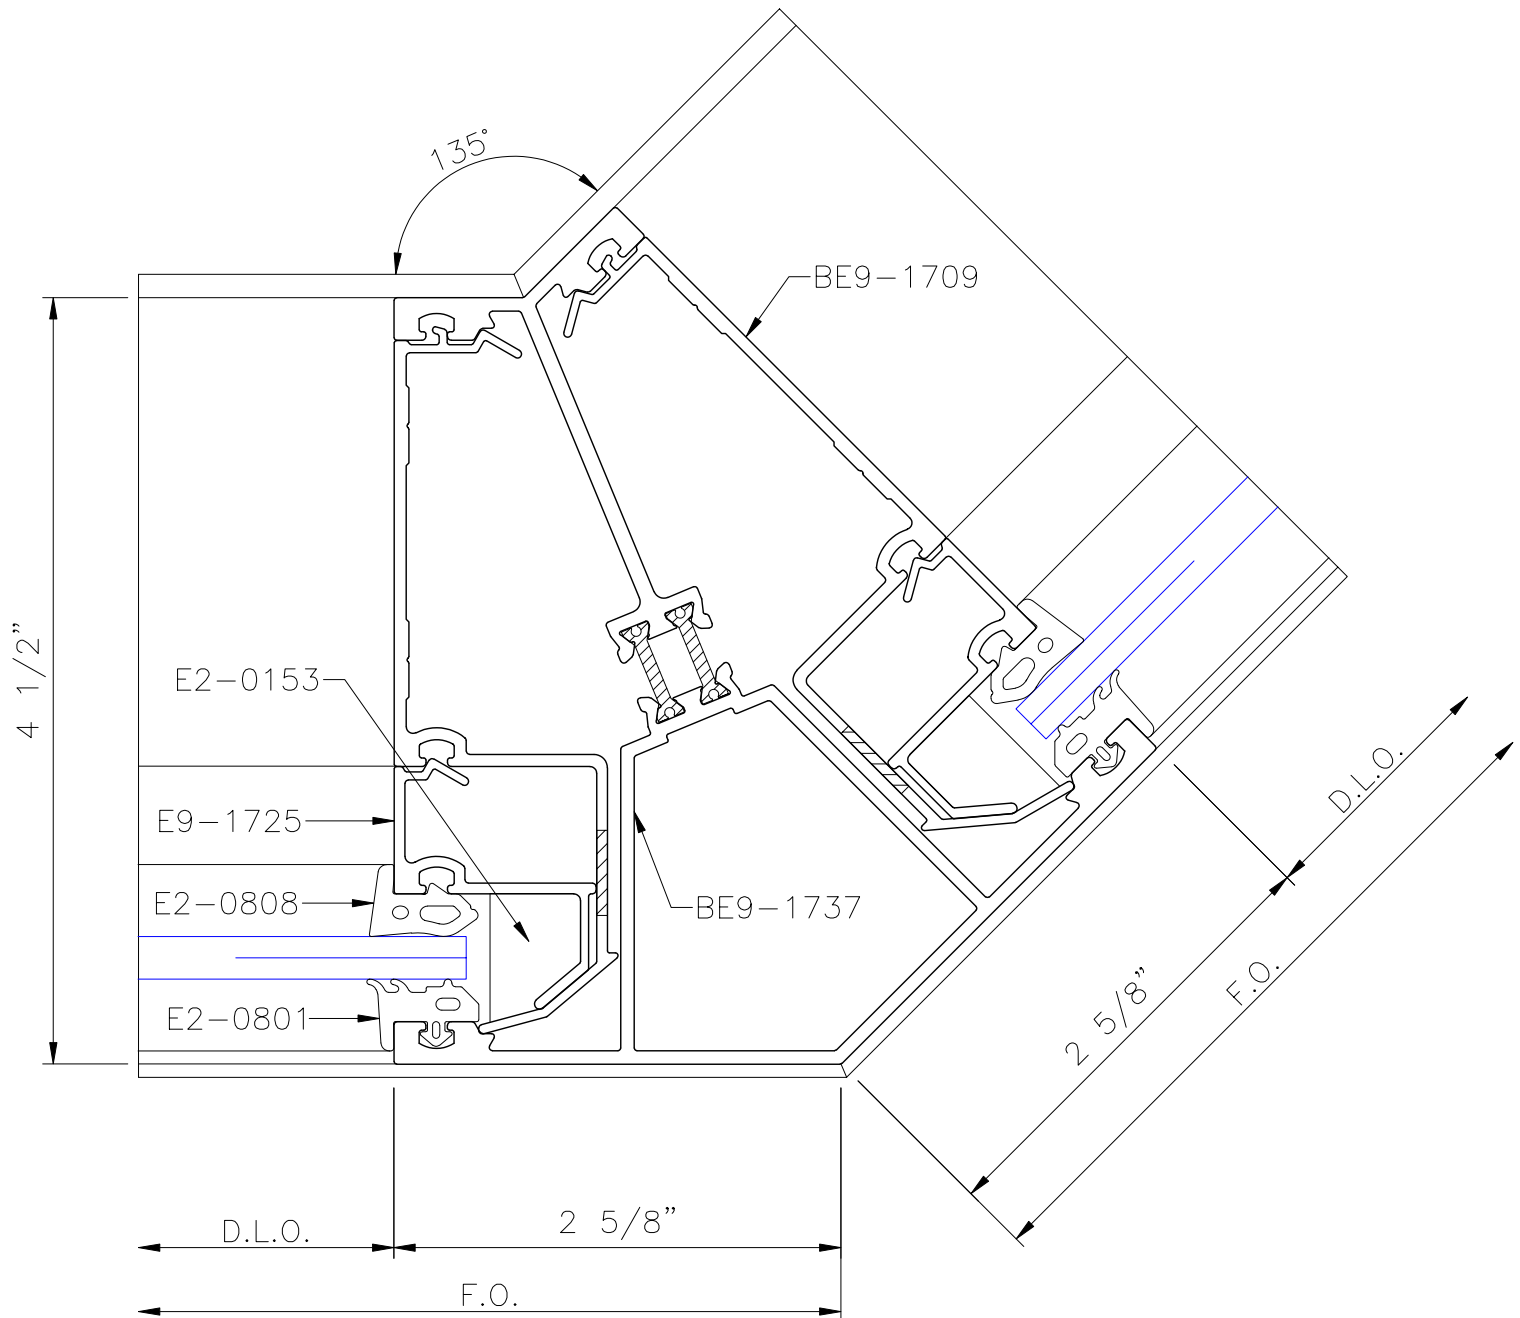 135°
BE9-1709
4 1/2”
E2-0153
E9-1725
E2-0808
BE9-1737
E2-0801
D.L.O.
2 5/8”
F.O.
D.L.O.
2 5/8”
F.O.